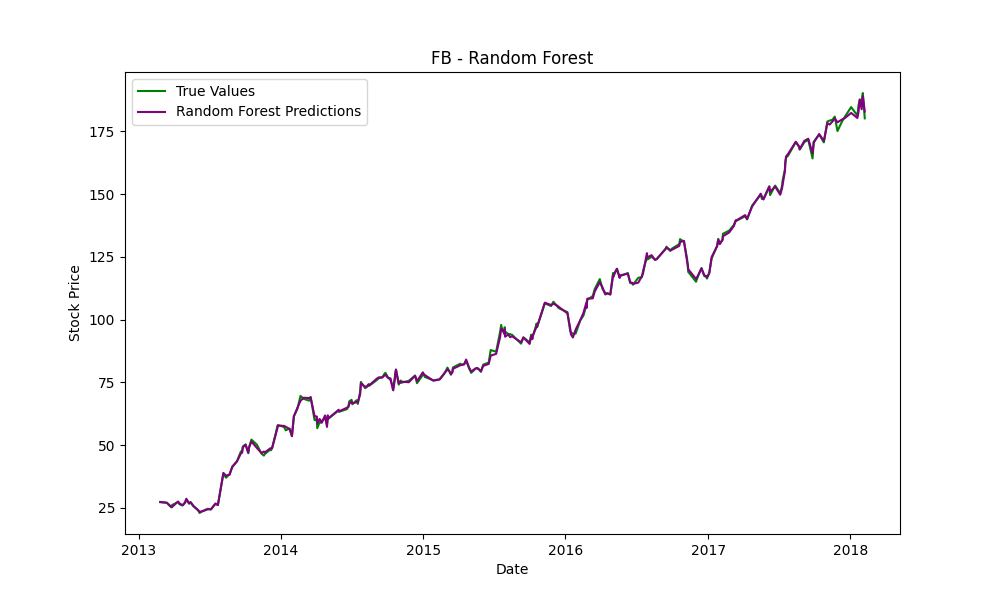 FB - Random Forest
True Values
Random Forest Predictions
Stock Price
175
150
125
100
75
50
25
2013 2014 2015 2016 2017 2018
Date